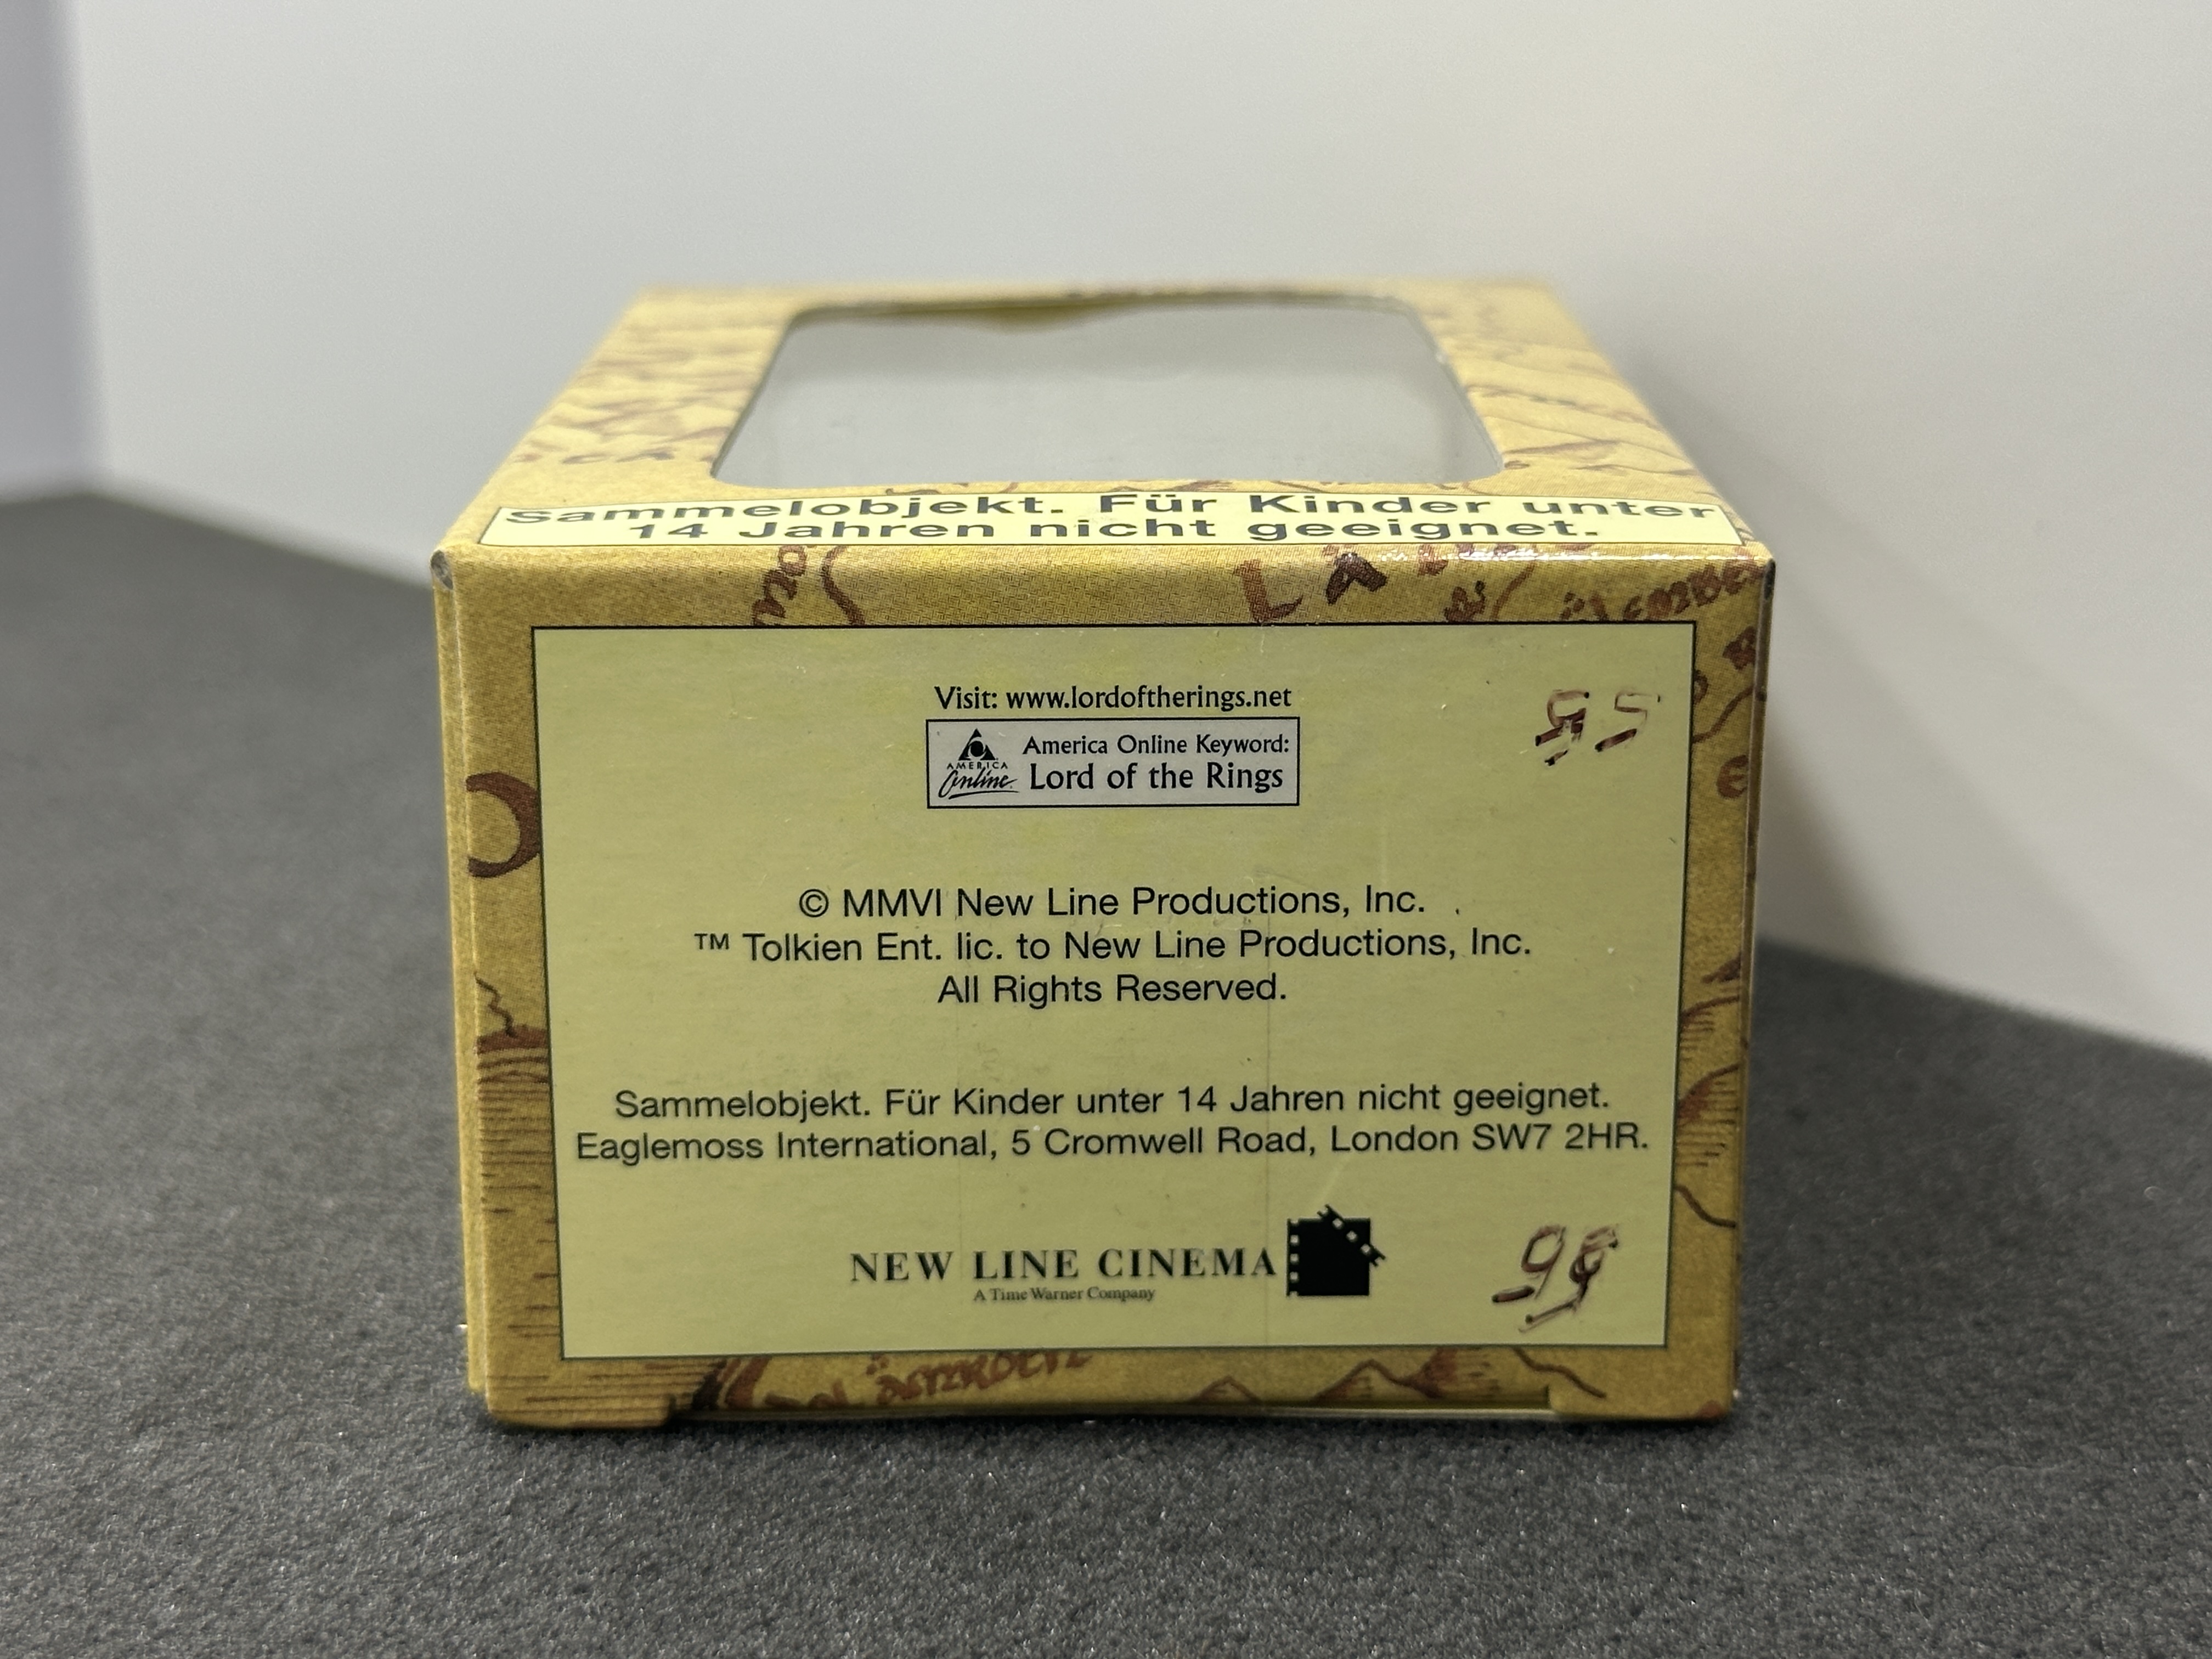 Sammelobjekt. Für Kinder unter
14 Jahren nicht geeignet.
Visit: www.lordoftherings.net
AMERICA
Online
America Online Keyword:
Lord of the Rings
© MMVI New Line Productions, Inc.
™ Tolkien Ent. lic. to New Line Productions, Inc.
All Rights Reserved.
Sammelobjekt. Für Kinder unter 14 Jahren nicht geeignet.
Eaglemoss International, 5 Cromwell Road, London SW7 2HR.
NEW LINE CINEMA
A Time Warner Company